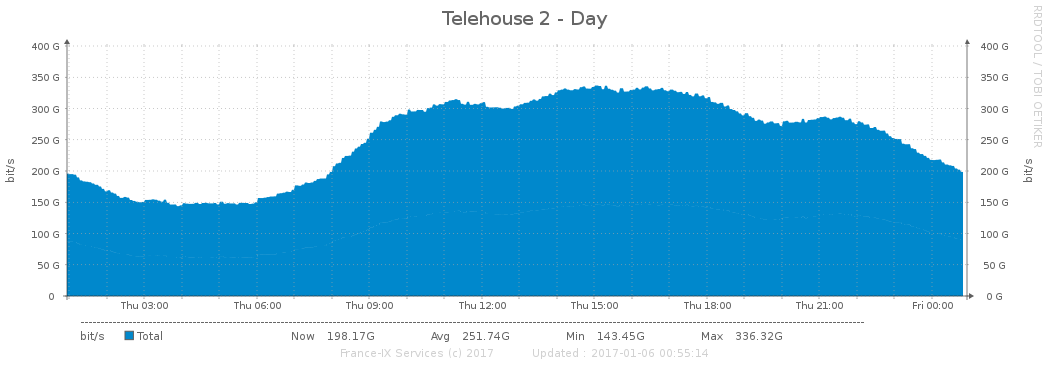 Telehouse 2 - Day
RRDTOOL / TOBI OETIKER
bit/s
400 G 400 G
350 G 350 G
300 G 300 G
250 G 250 G
200 G 200 G
150 G 150 G
100 G 100 G
50 G 50 G
0 0 G
bit/s
Thu 03:00 Thu 06:00 Thu 09:00 Thu 12:00 Thu 15:00 Thu 18:00 Thu 21:00 Fri 00:00
bit/s Total Now 198.17G Avg 251.74G Min 143.45G Max 336.32G
France-IX Services (c) 2017 Updated : 2017-01-06 00:55:14